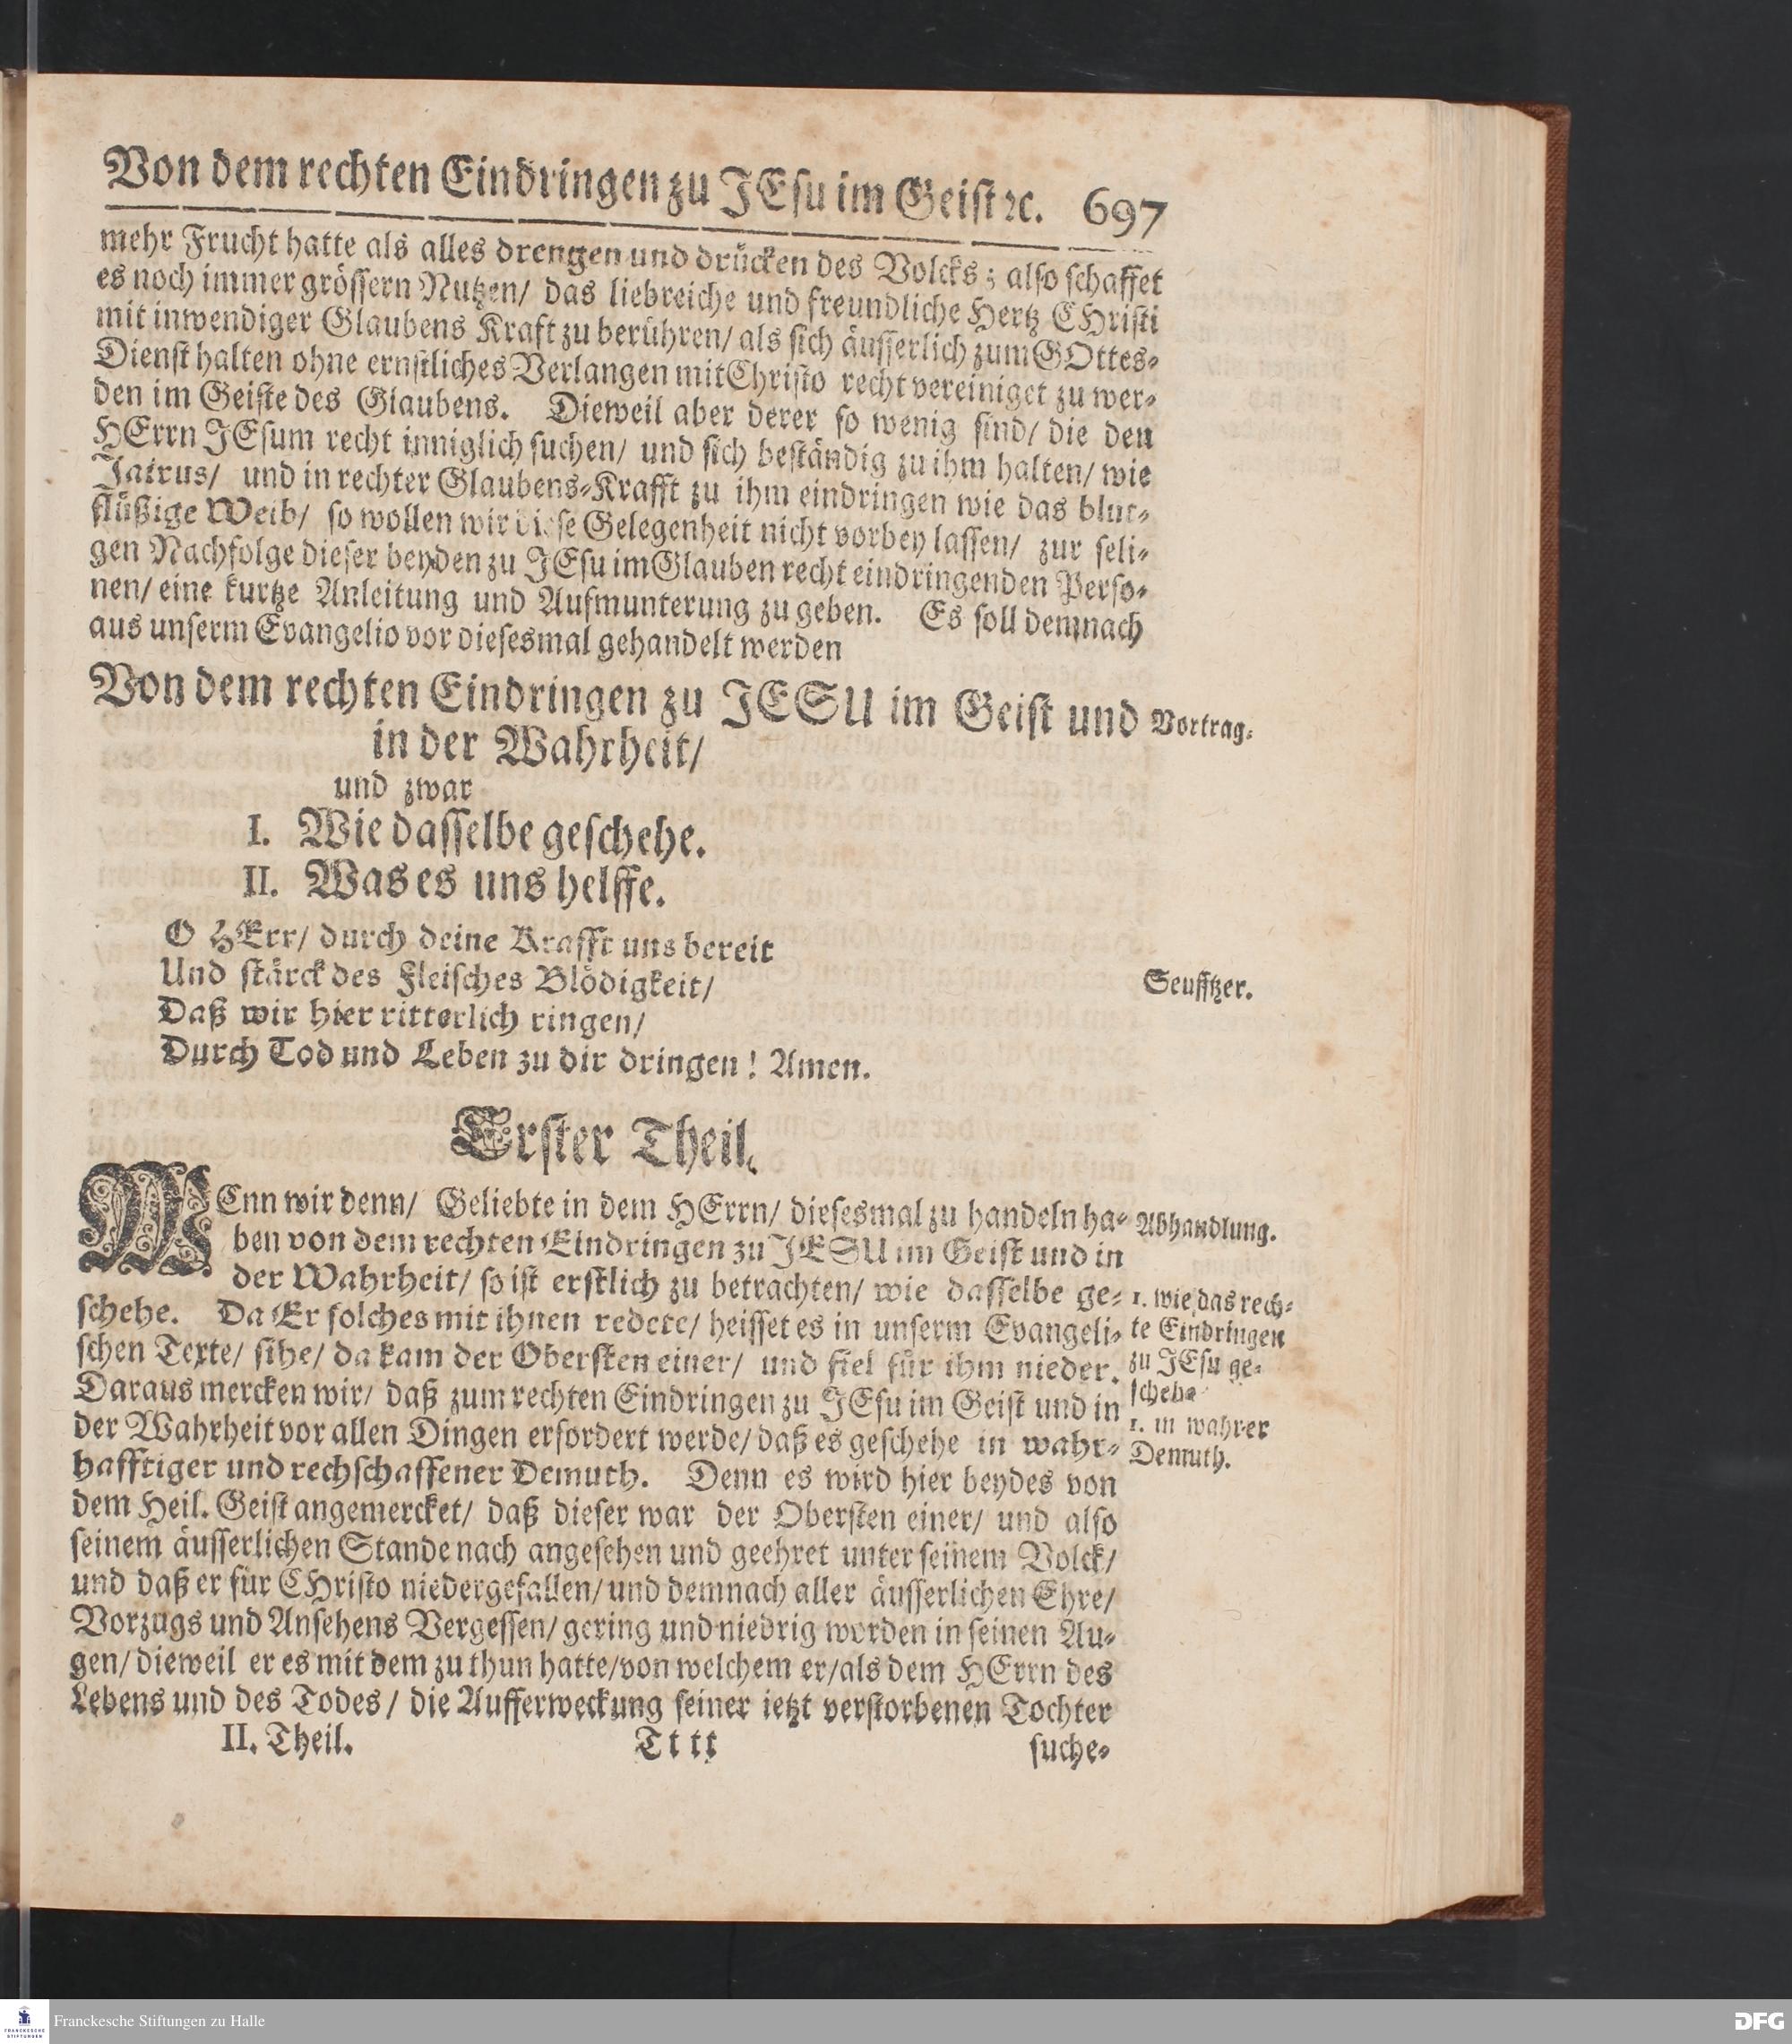 Von dem rechten Eindringen zu JEsu im Geist ꝛc. 697
mehr Frucht hatte als alles drengen und drücken des Volcks; also schaffet
es noch immer grössern Nutzen/ das liebreiche und freundliche Hertz CHristi
mit inwendiger Glaubens Kraft zu berühren/ als sich äusserlich zum GOttes-
Dienst halten ohne ernstliches Verlangen mit Christo recht vereiniget zu wer-
den im Geiste des Glaubens. Dieweil aber derer so wenig sind/ die den
HErrn JEsum recht inniglich suchen/ und sich beständig zu ihm halten/ wie
Jairus/ und in rechter Glaubens-Krafft zu ihm eindringen wie das blut-
flüßige Weib/ so wollen wir diese Gelegenheit nicht vorbey lassen/ zur seli-
gen Nachfolge dieser beyden zu JEsu im Glauben recht eindringenden Perso-
nen/ eine kurtze Anleitung und Aufmunterung zu geben. Es soll demnach
aus unserm Evangelio vor diesesmal gehandelt werden
Von dem rechten Eindringen zu JESU im Geist und
Vortrag.
in der Wahrheit/
und zwar
I. Wie dasselbe geschehe.
II. Was es uns helffe.
O HErr/ durch deine Krafft uns bereit
Und stärck des Fleisches Blödigkeit/
Seufftzer.
Daß wir hier ritterlich ringen/
Durch Tod und Leben zu dir dringen! Amen.
Erster Theil.
WEnn wir denn/ Geliebte in dem HErrn/ diesesmal zu handeln ha-
Abhandlung.
ben von dem rechten Eindringen zu JESU im Geist und in
der Wahrheit/ so ist erstlich zu betrachten/ wie dasselbe ge-
1. wie das rech-
schehe. Da Er solches mit ihnen redete/ heisset es in unserm Evangeli-
te Eindringen
schen Texte/ sihe/ da kam der Obersten einer/ und fiel für ihm nieder.
zu JEsu ge-
Daraus mercken wir/ daß zum rechten Eindringen zu JEsu im Geist und in
schehe
der Wahrheit vor allen Dingen erfordert werde/ daß es geschehe in wahr-
1. in wahrer
hafftiger und rechschaffener Demuth. Denn es wird hier beydes von
Demuth.
dem Heil. Geist angemercket/ daß dieser war der Obersten einer/ und also
seinem äusserlichen Stande nach angesehen und geehret unter seinem Volck/
und daß er für CHristo niedergefallen/ und demnach aller äusserlichen Ehre/
Vorzugs und Ansehens Vergessen/ gering und niedrig worden in seinen Au-
gen/ dieweil er es mit dem zu thun hatte/ von welchem er/ als dem HErrn des
Lebens und des Todes/ die Aufferweckung seiner ietzt verstorbenen Tochter
II. Theil. Tt tt suche-
Franckesche Stiftungen zu Halle
FRANCKESCHE
STIFTUNGEN
DFG